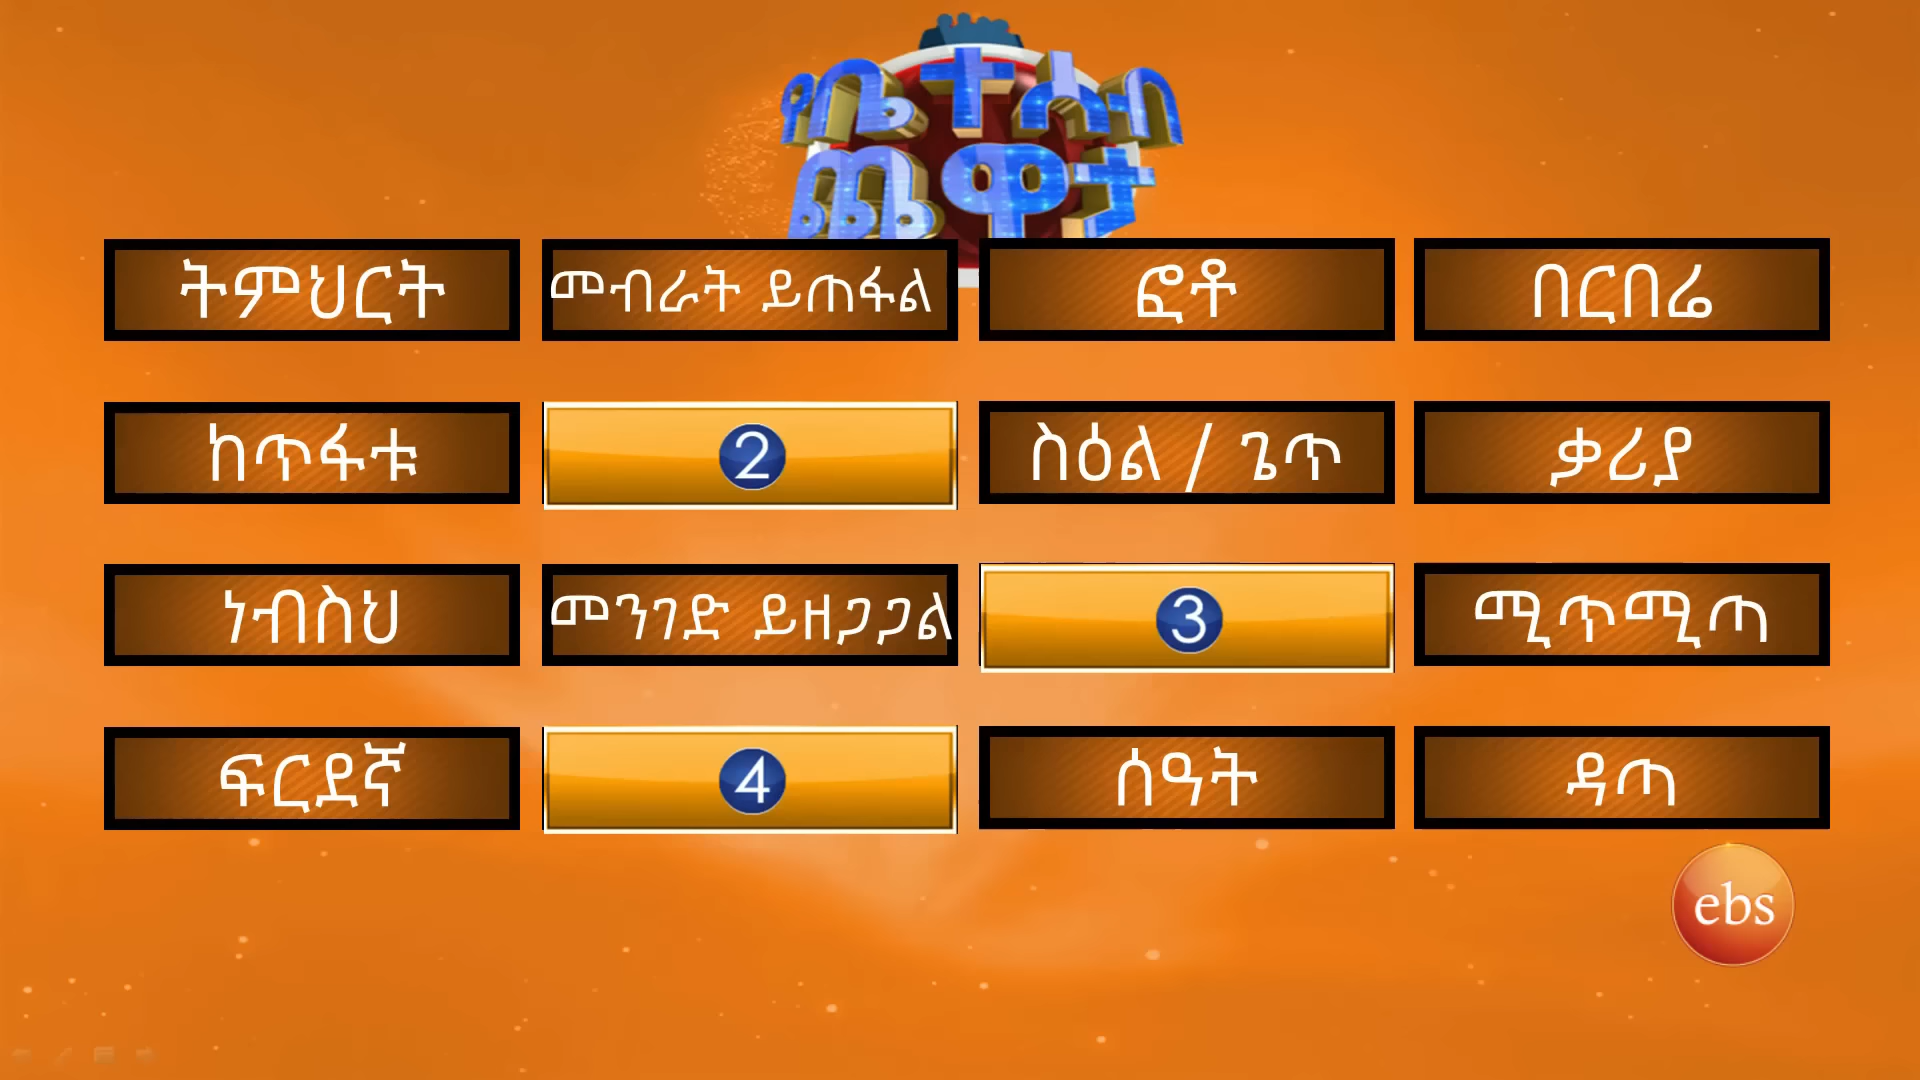 የቤተሰብ
ጨዋታ
ትምህርት መብራት ይጠፋል ፎቶ በርበሬ
ከጥፋቱ 2 ስዕል / ጌጥ ቃሪያ
ነብስህ መንገድ ይዘጋጋል 3 ሚጥሚጣ
ፍርደኛ 4 ሰዓት ዳጣ
ebs